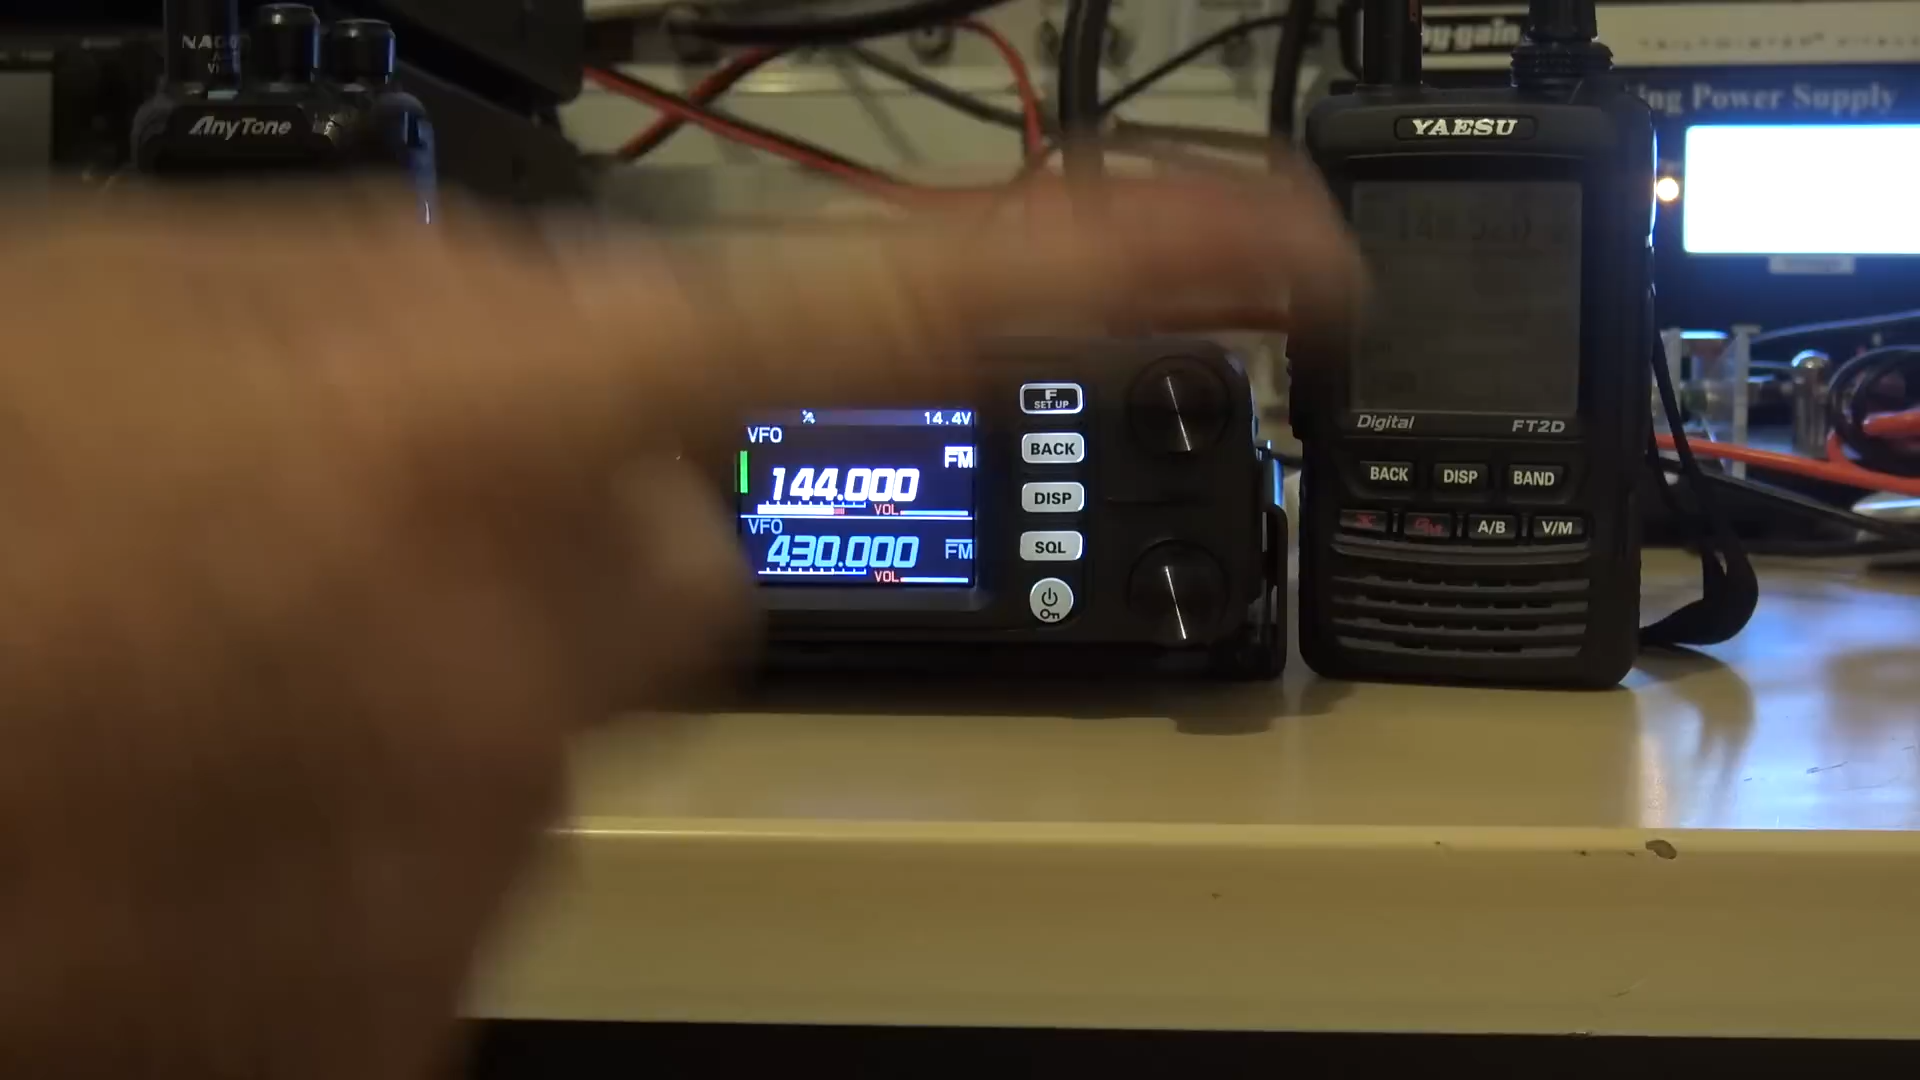 AnyTone
YAESU
ing Power Supply
14.4V
VFO
FM
144.000
VOL
VFO
430.000
FM
VOL
F
SET UP
BACK
DISP
SQL
Digital
FT2D
BACK
DISP
BAND
A/B
V/M